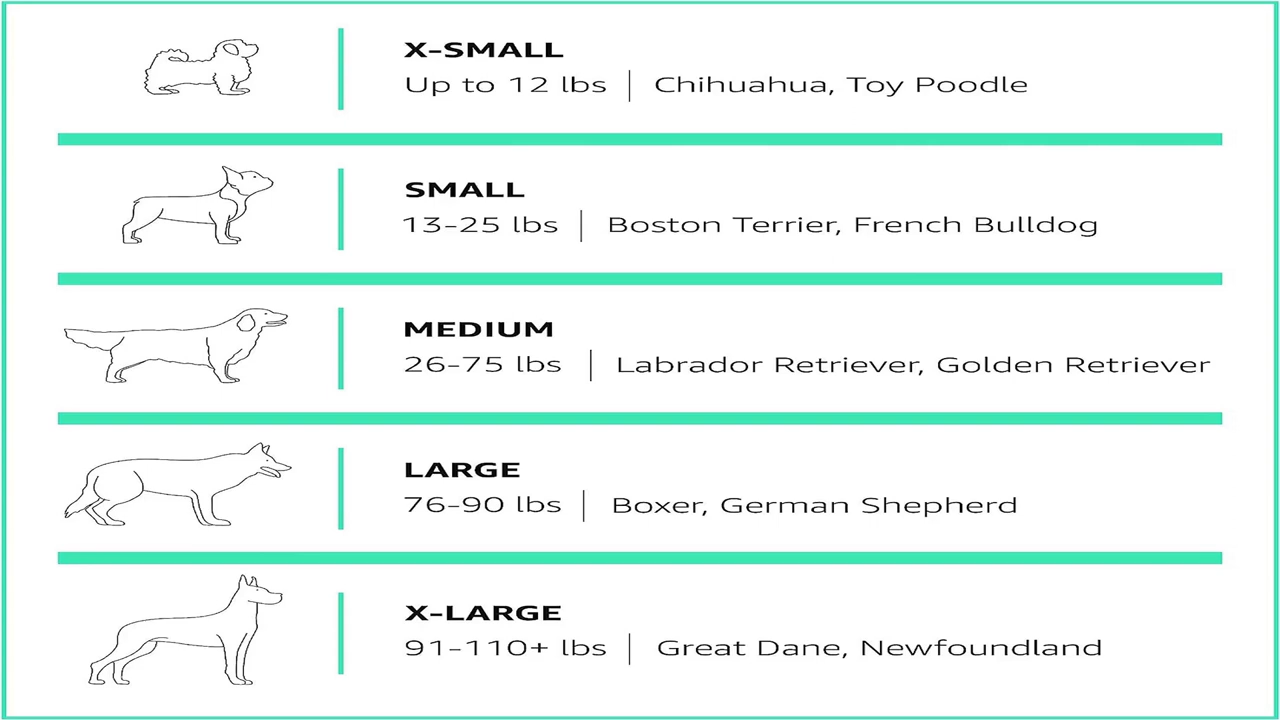 X-SMALL
Up to 12 lbs | Chihuahua, Toy Poodle
SMALL
13-25 lbs | Boston Terrier, French Bulldog
MEDIUM
26-75 lbs | Labrador Retriever, Golden Retriever
LARGE
76-90 lbs | Boxer, German Shepherd
X-LARGE
91-110+ lbs | Great Dane, Newfoundland